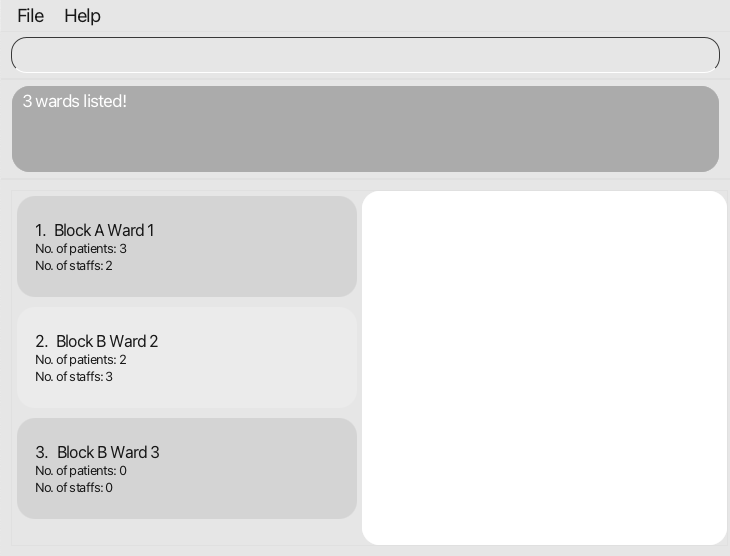 File Help
3 wards listed!
1. Block A Ward 1
No. of patients: 3
No. of staffs: 2
2. Block B Ward 2
No. of patients: 2
No. of staffs: 3
3. Block B Ward 3
No. of patients: 0
No. of staffs: 0